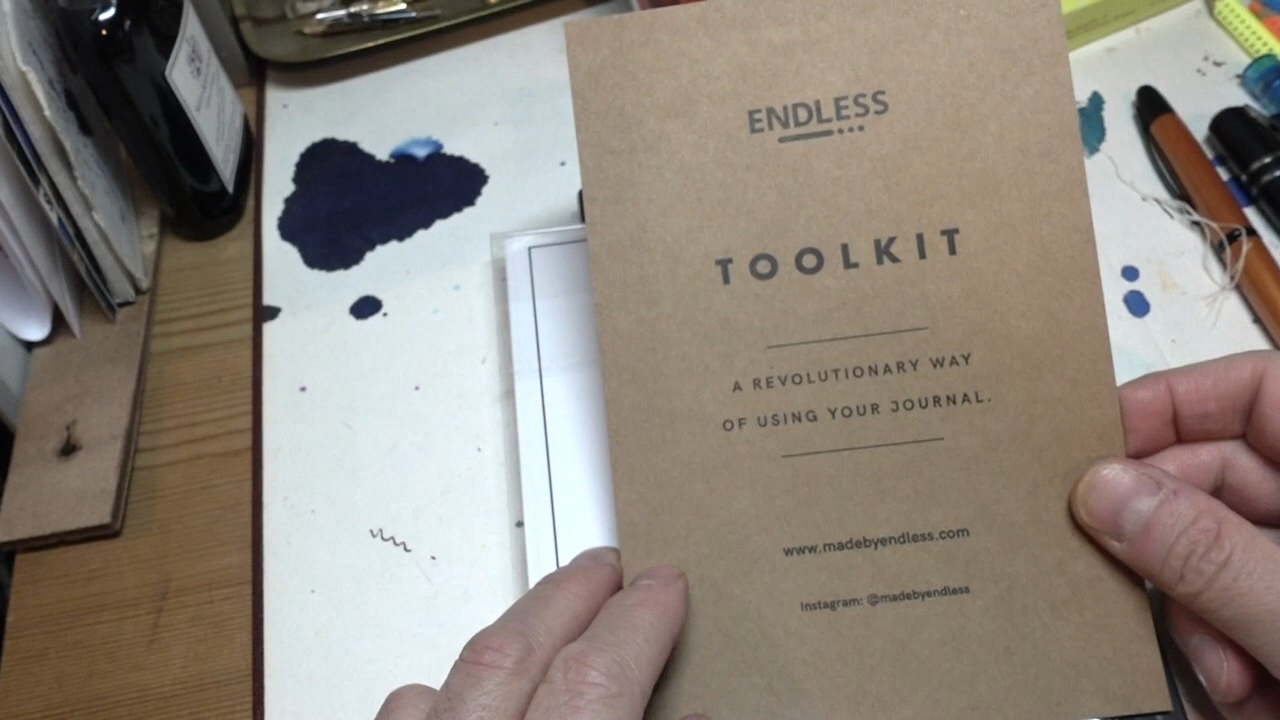 ENDLESS
TOOLKIT
A REVOLUTIONARY WAY
OF USING YOUR JOURNAL.
www.madebyendless.com
Instagram: @madebyendless